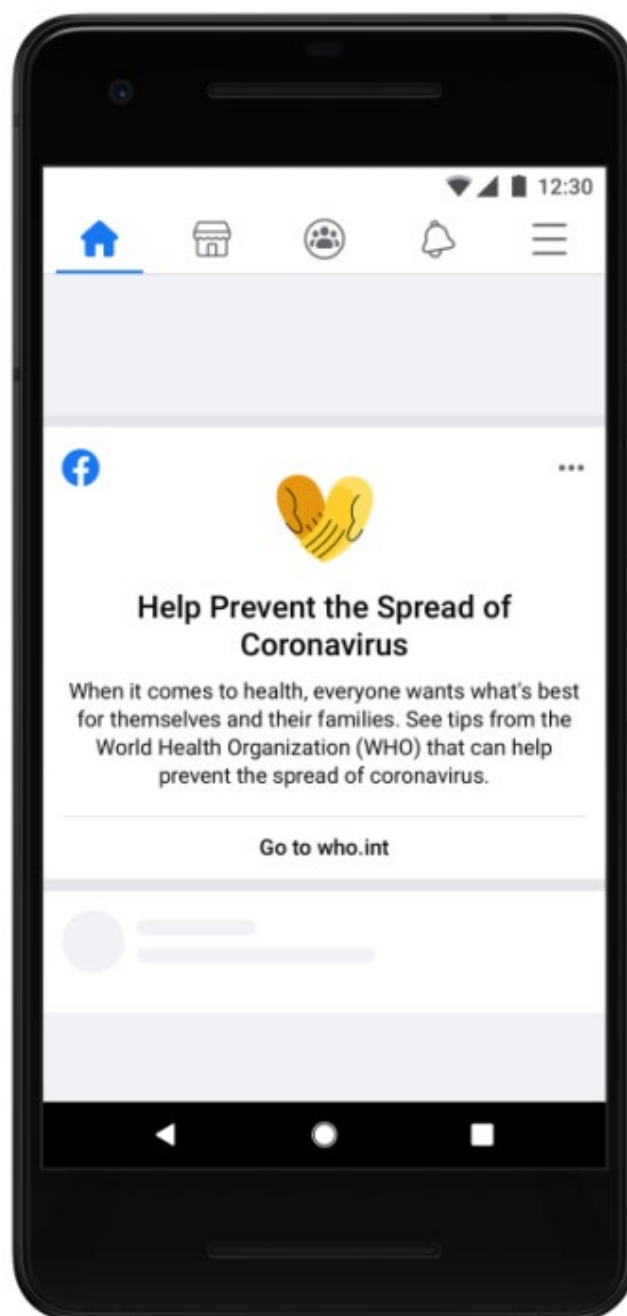 12:30
Help Prevent the Spread of
Coronavirus
When it comes to health, everyone wants what's best
for themselves and their families. See tips from the
World Health Organization (WHO) that can help
prevent the spread of coronavirus.
Go to who.int